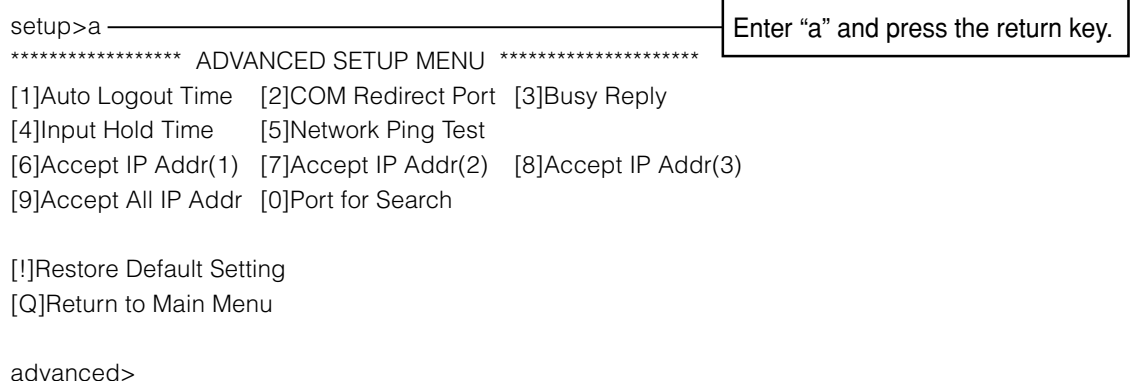 setup>a
Enter “a” and press the return key.
****************** ADVANCED SETUP MENU *********************
[1]Auto Logout Time [2]COM Redirect Port [3]Busy Reply
[4]Input Hold Time [5]Network Ping Test
[6]Accept IP Addr(1) [7]Accept IP Addr(2) [8]Accept IP Addr(3)
[9]Accept All IP Addr [0]Port for Search
[!]Restore Default Setting
[Q]Return to Main Menu
advanced>